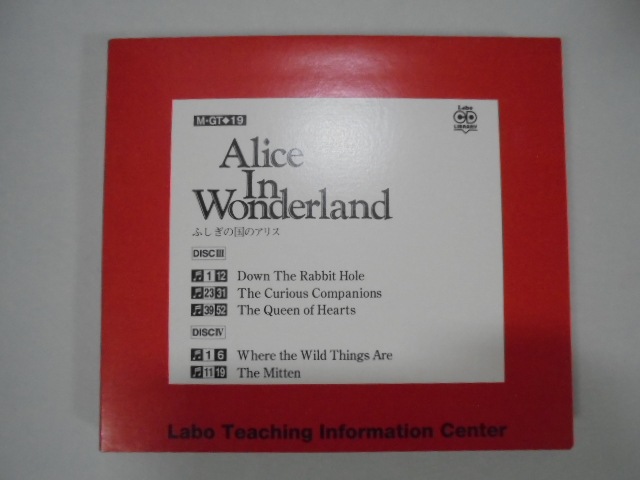 M-GT◆19
Labo
CD
LIBRARY
Alice
In
Wonderland
ふしぎの国のアリス
DISCⅢ
1 12 Down The Rabbit Hole
23 31 The Curious Companions
39 52 The Queen of Hearts
DISCⅣ
1 6 Where the Wild Things Are
11 19 The Mitten
Labo Teaching Information Center